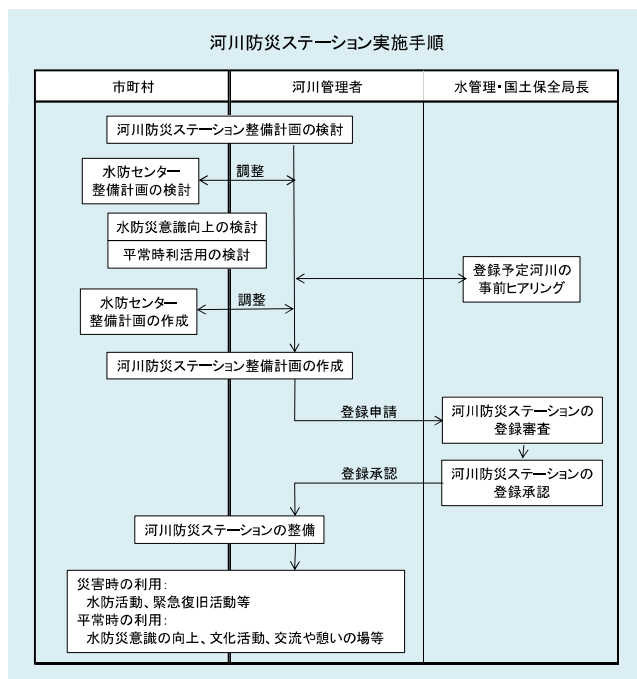 河川防災ステーション実施手順
市町村
河川管理者
水管理・国土保全局長
河川防災ステーション整備計画の検討
水防センター
整備計画の検討
調整
水防災意識向上の検討
平常時利活用の検討
登録予定河川の
事前ヒアリング
水防センター
整備計画の作成
調整
河川防災ステーション整備計画の作成
登録申請
河川防災ステーションの
登録審査
登録承認
河川防災ステーションの
登録承認
河川防災ステーションの整備
災害時の利用：
水防活動、緊急復旧活動等
平常時の利用：
水防災意識の向上、文化活動、交流や憩いの場等